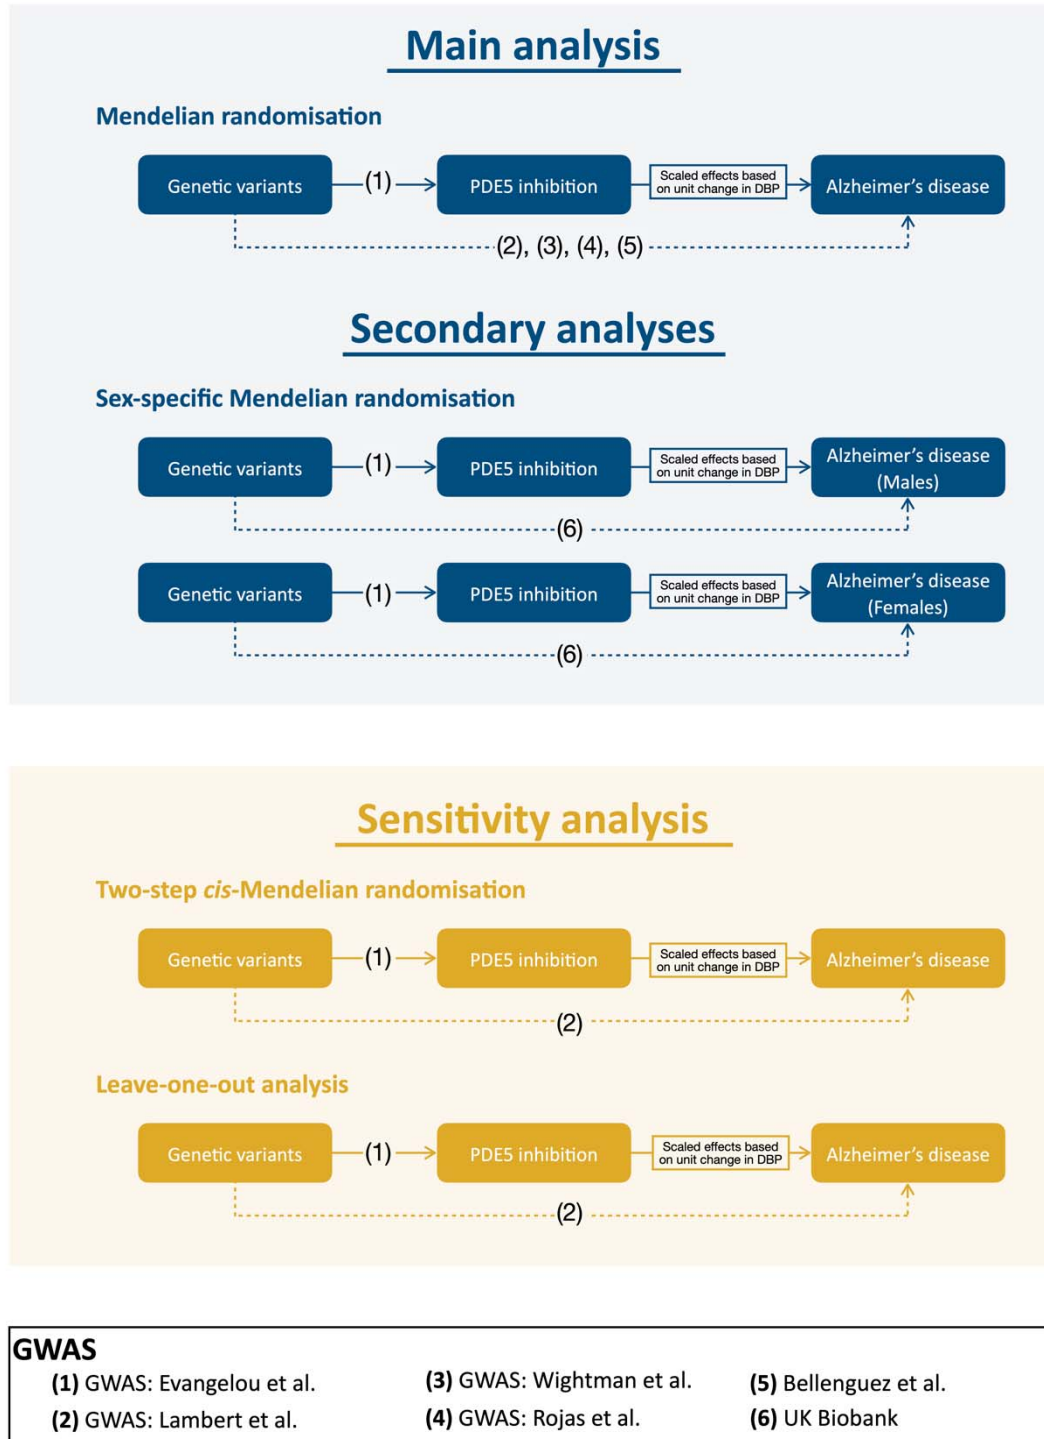 Main analysis
Mendelian randomisation
Genetic variants
(1)
PDE5 inhibition
Scaled effects based
on unit change in DBP
Alzheimer’s disease
(2), (3), (4), (5)
Secondary analyses
Sex-specific Mendelian randomisation
Genetic variants
(1)
PDE5 inhibition
Scaled effects based
on unit change in DBP
Alzheimer’s disease
(Males)
(6)
Genetic variants
(1)
PDE5 inhibition
Scaled effects based
on unit change in DBP
Alzheimer’s disease
(Females)
(6)
Sensitivity analysis
Two-step cis-Mendelian randomisation
Genetic variants
(1)
PDE5 inhibition
Scaled effects based
on unit change in DBP
Alzheimer’s disease
(2)
Leave-one-out analysis
Genetic variants
(1)
PDE5 inhibition
Scaled effects based
on unit change in DBP
Alzheimer’s disease
(2)
GWAS
(1) GWAS: Evangelou et al.
(2) GWAS: Lambert et al.
(3) GWAS: Wightman et al.
(4) GWAS: Rojas et al.
(5) Bellenguez et al.
(6) UK Biobank